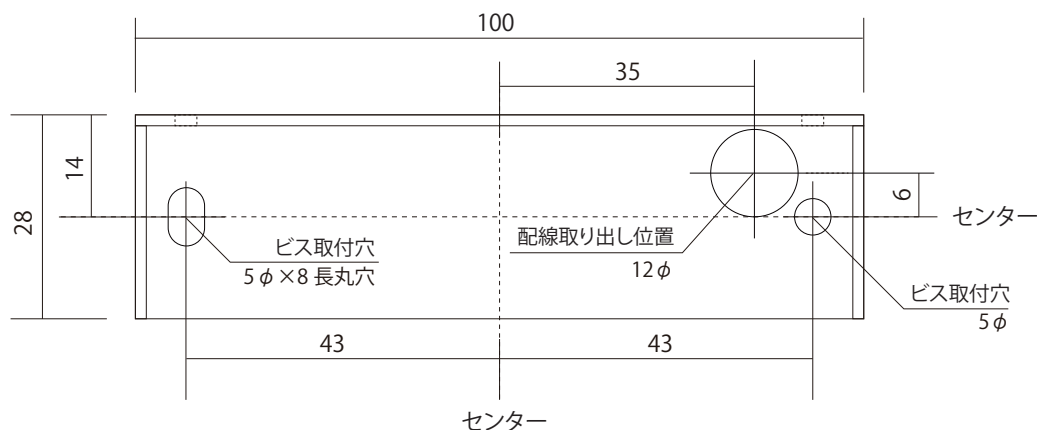 100
35
14
28
6
センター
ビス取付穴
5φ×8 長丸穴
配線取り出し位置
12φ
ビス取付穴
5φ
43
43
センター